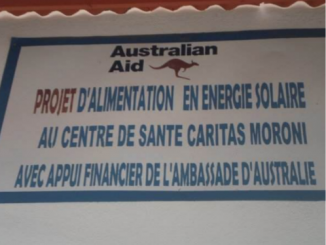 Australian
Aid
PROJET D'ALIMENTATION EN ENERGIE SOLAIRE
AU CENTRE DE SANTE CARITAS MORONI
AVEC APPUI FINANCIER DE L'AMBASSADE D'AUSTRALIE